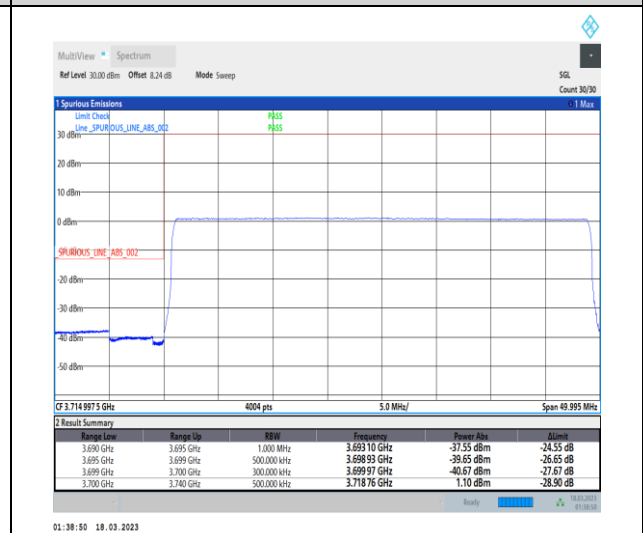 MultiView Spectrum
Ref Level 30.00 dBm Offset 8.24 dB Mode Sweep SGL
Count 30/30
1 Spurious Emissions 1 Max
Limit Check PASS
Line _SPURIOUS_LINE_ABS_002 PASS
30 dBm
20 dBm
10 dBm
0 dBm
_SPURIOUS_LINE_ABS_002
-20 dBm
-30 dBm
-40 dBm
-50 dBm
CF 3.714 997 5 GHz 4004 pts 5.0 MHz/ Span 49.995 MHz
2 Result Summary
Range Low Range Up RBW Frequency Power Abs ΔLimit
3.690 GHz 3.695 GHz 1.000 MHz 3.693 10 GHz -37.55 dBm -24.55 dB
3.695 GHz 3.699 GHz 500.000 kHz 3.698 93 GHz -39.65 dBm -26.65 dB
3.699 GHz 3.700 GHz 300.000 kHz 3.699 97 GHz -40.67 dBm -27.67 dB
3.700 GHz 3.740 GHz 500.000 kHz 3.718 76 GHz 1.10 dBm -28.90 dB
Ready 18.03.2023
01:38:50
01:38:50 18.03.2023